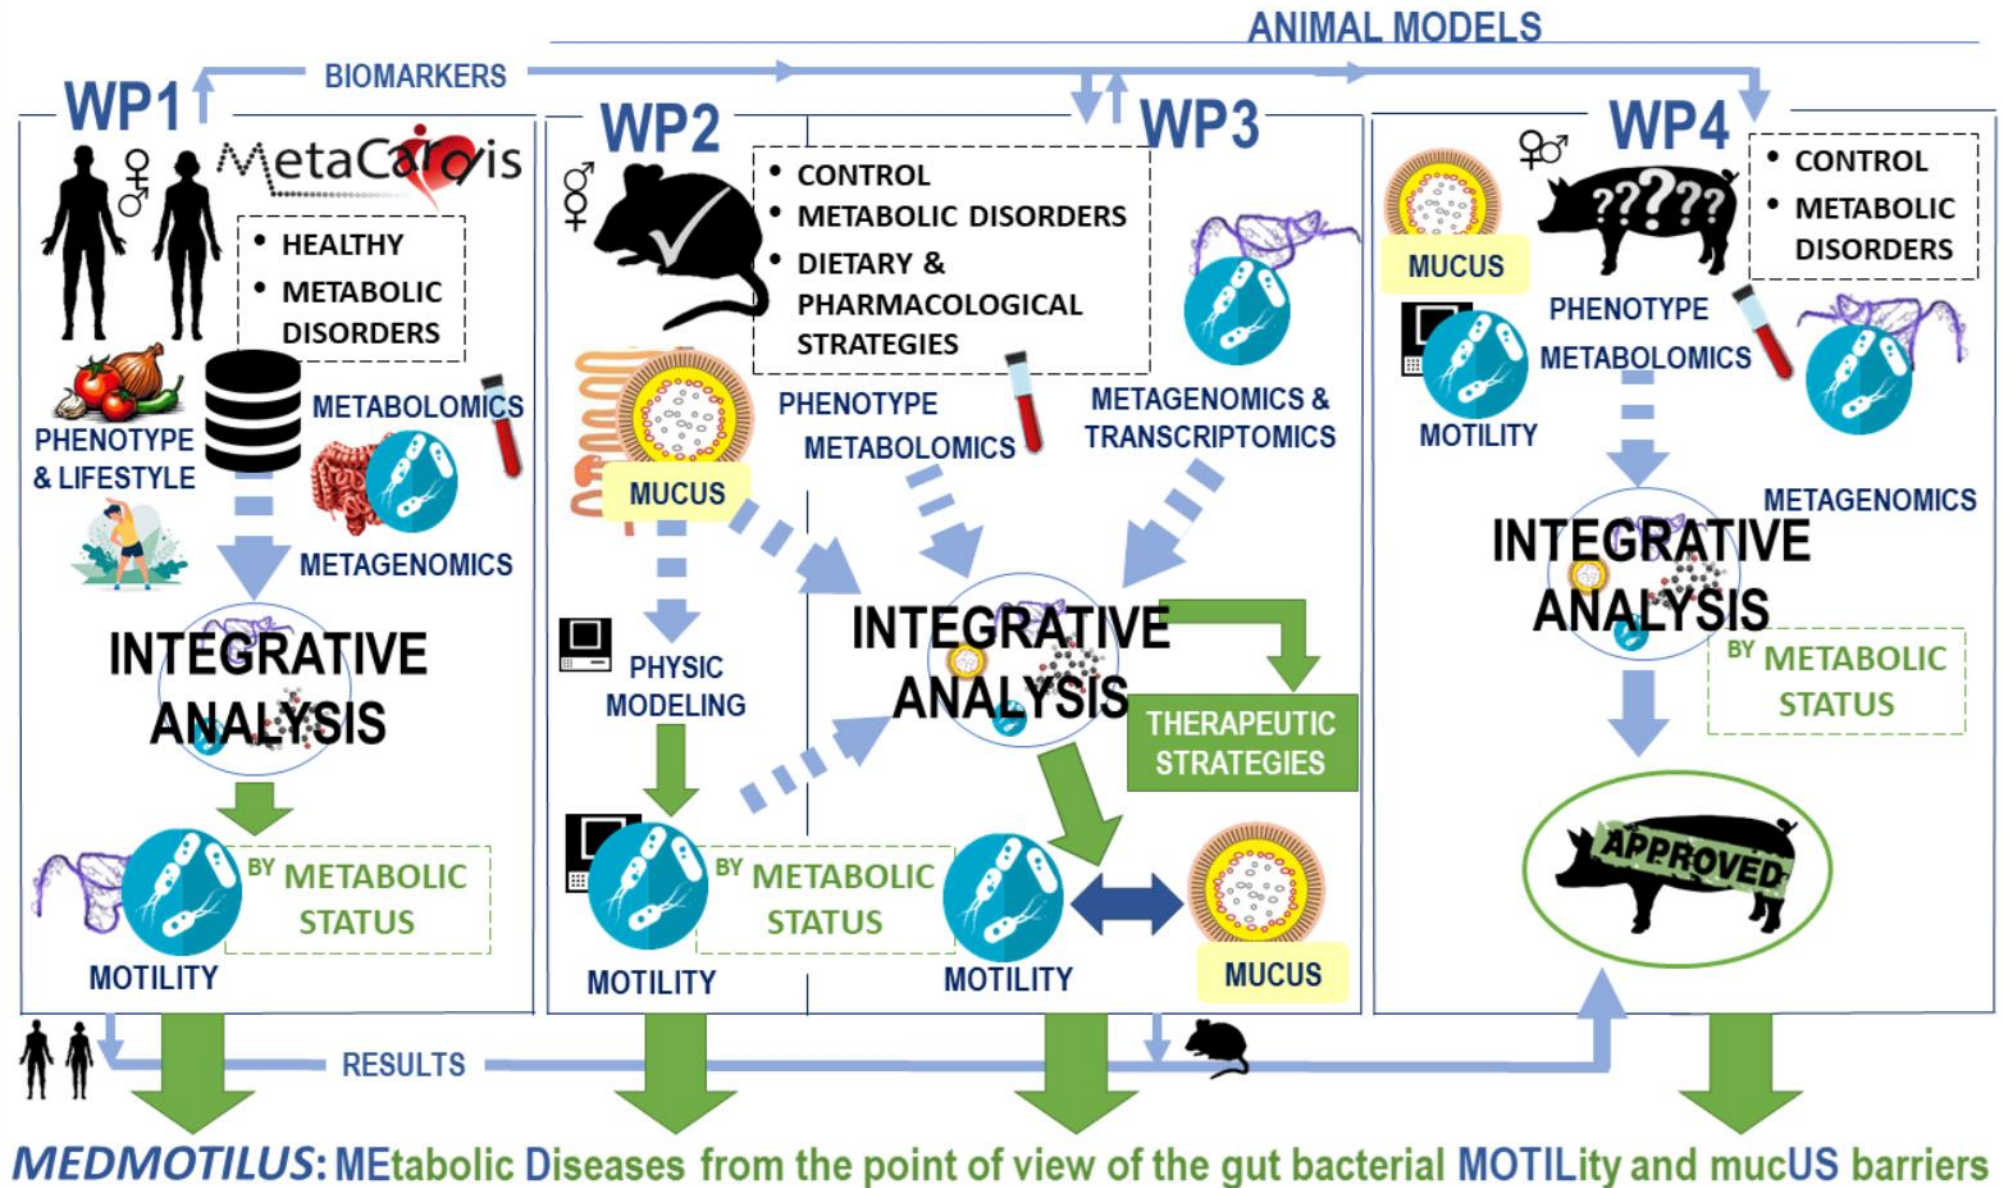 ANIMAL MODELS
BIOMARKERS
WP1
MetaCardis
HEALTHY
METABOLIC
DISORDERS
PHENOTYPE
& LIFESTYLE
METABOLOMICS
METAGENOMICS
INTEGRATIVE
ANALYSIS
BY METABOLIC
STATUS
MOTILITY
WP2
WP3
CONTROL
METABOLIC DISORDERS
DIETARY &
PHARMACOLOGICAL
STRATEGIES
MUCUS
PHENOTYPE
METABOLOMICS
METAGENOMICS &
TRANSCRIPTOMICS
PHYSIC
MODELING
INTEGRATIVE
ANALYSIS
THERAPEUTIC
STRATEGIES
BY METABOLIC
STATUS
MOTILITY
MOTILITY
MUCUS
WP4
?????
CONTROL
METABOLIC
DISORDERS
MUCUS
PHENOTYPE
METABOLOMICS
MOTILITY
METAGENOMICS
INTEGRATIVE
ANALYSIS
BY METABOLIC
STATUS
APPROVED
RESULTS
MEDMOTILUS: MEtabolic Diseases from the point of view of the gut bacterial MOTILity and mucUS barriers